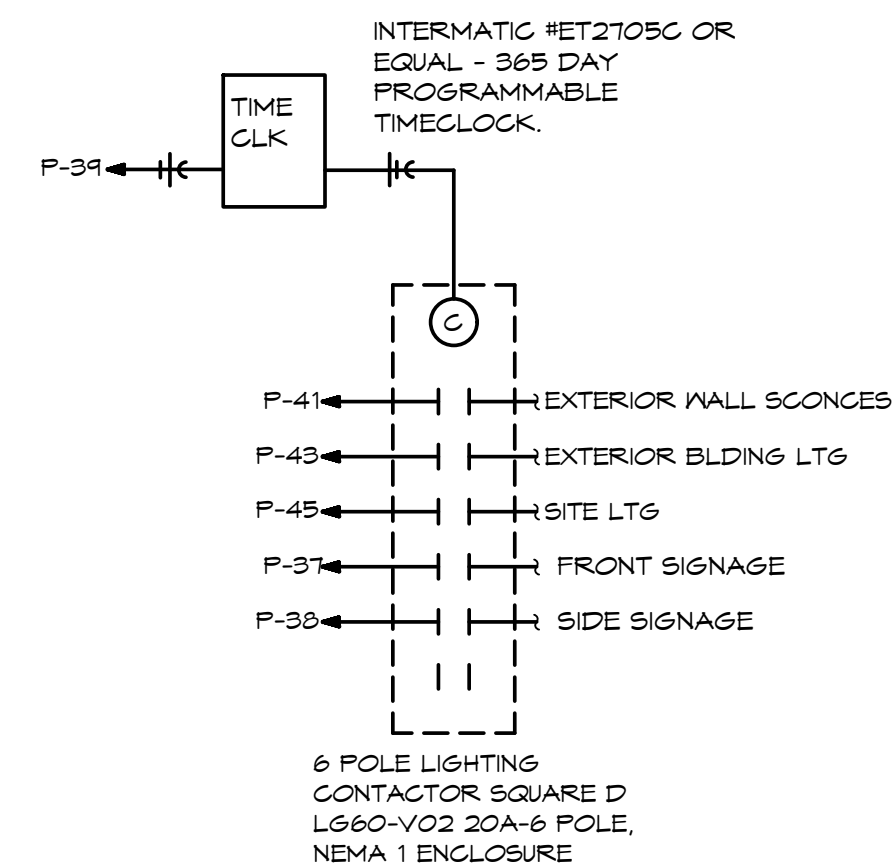 INTERMATIC #ET2705C OR
EQUAL - 365 DAY
PROGRAMMABLE
TIMECLOCK.
TIME
CLK
P-39
C
P-41 EXTERIOR WALL SCONCES
P-43 EXTERIOR BLDING LTG
P-45 SITE LTG
P-37 FRONT SIGNAGE
P-38 SIDE SIGNAGE
6 POLE LIGHTING
CONTACTOR SQUARE D
LG60-V02 20A-6 POLE,
NEMA 1 ENCLOSURE